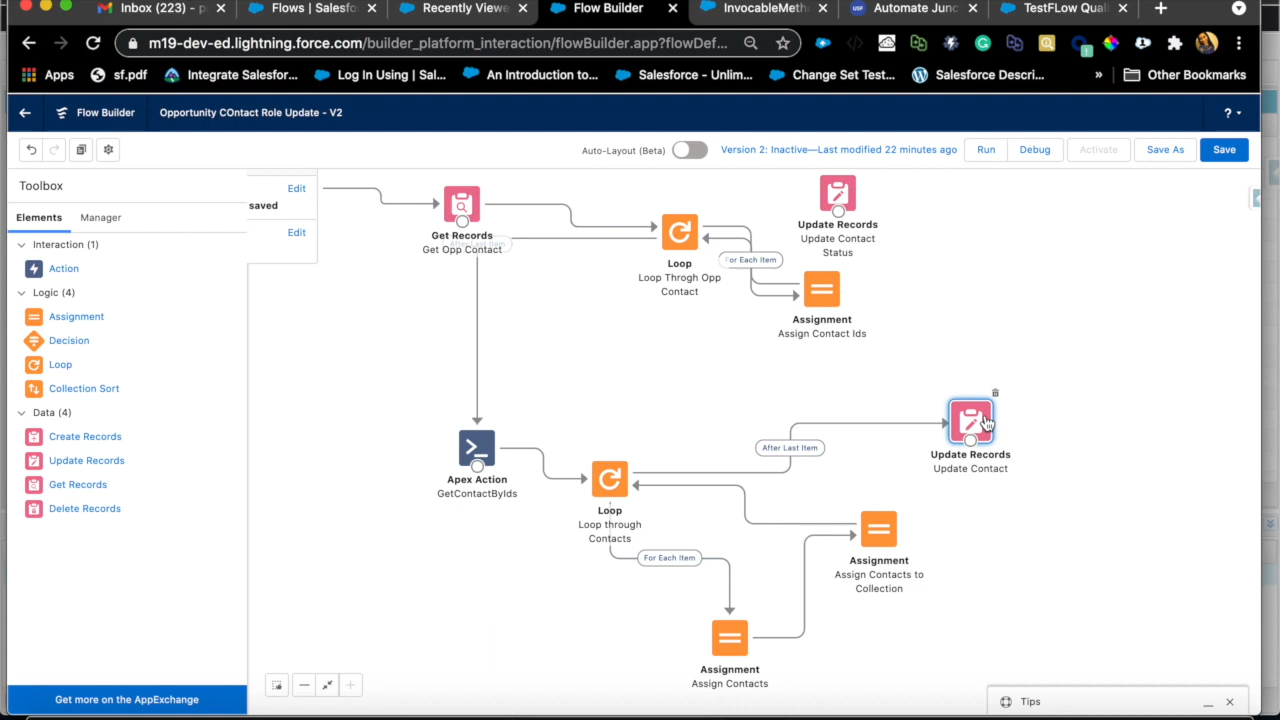 Inbox (223) - p
Flows | Salesfo
Recently Viewe
Flow Builder
InvocableMeth
Automate Junc
TestFLow Quali
m19-dev-ed.lightning.force.com/builder_platform_interaction/flowBuilder.app?flowDef...
Apps
sf.pdf
Integrate Salesfor...
Log In Using | Sal...
An Introduction to...
Salesforce - Unlim...
Change Set Test...
Salesforce Descri...
»
Other Bookmarks
Flow Builder
Opportunity COntact Role Update - V2
?
Auto-Layout (Beta)
Version 2: Inactive—Last modified 22 minutes ago
Run
Debug
Activate
Save As
Save
Toolbox
Elements
Manager
Interaction (1)
Action
Logic (4)
Assignment
Decision
Loop
Collection Sort
Data (4)
Create Records
Update Records
Get Records
Delete Records
Get more on the AppExchange
Edit
saved
Edit
Get Records
Get Opp Contact
After Last Item
Loop
Loop Throgh Opp
Contact
For Each Item
Update Records
Update Contact
Status
Assignment
Assign Contact Ids
Apex Action
GetContactByIds
Loop
Loop through
Contacts
After Last Item
Update Records
Update Contact
For Each Item
Assignment
Assign Contacts to
Collection
Assignment
Assign Contacts
Tips